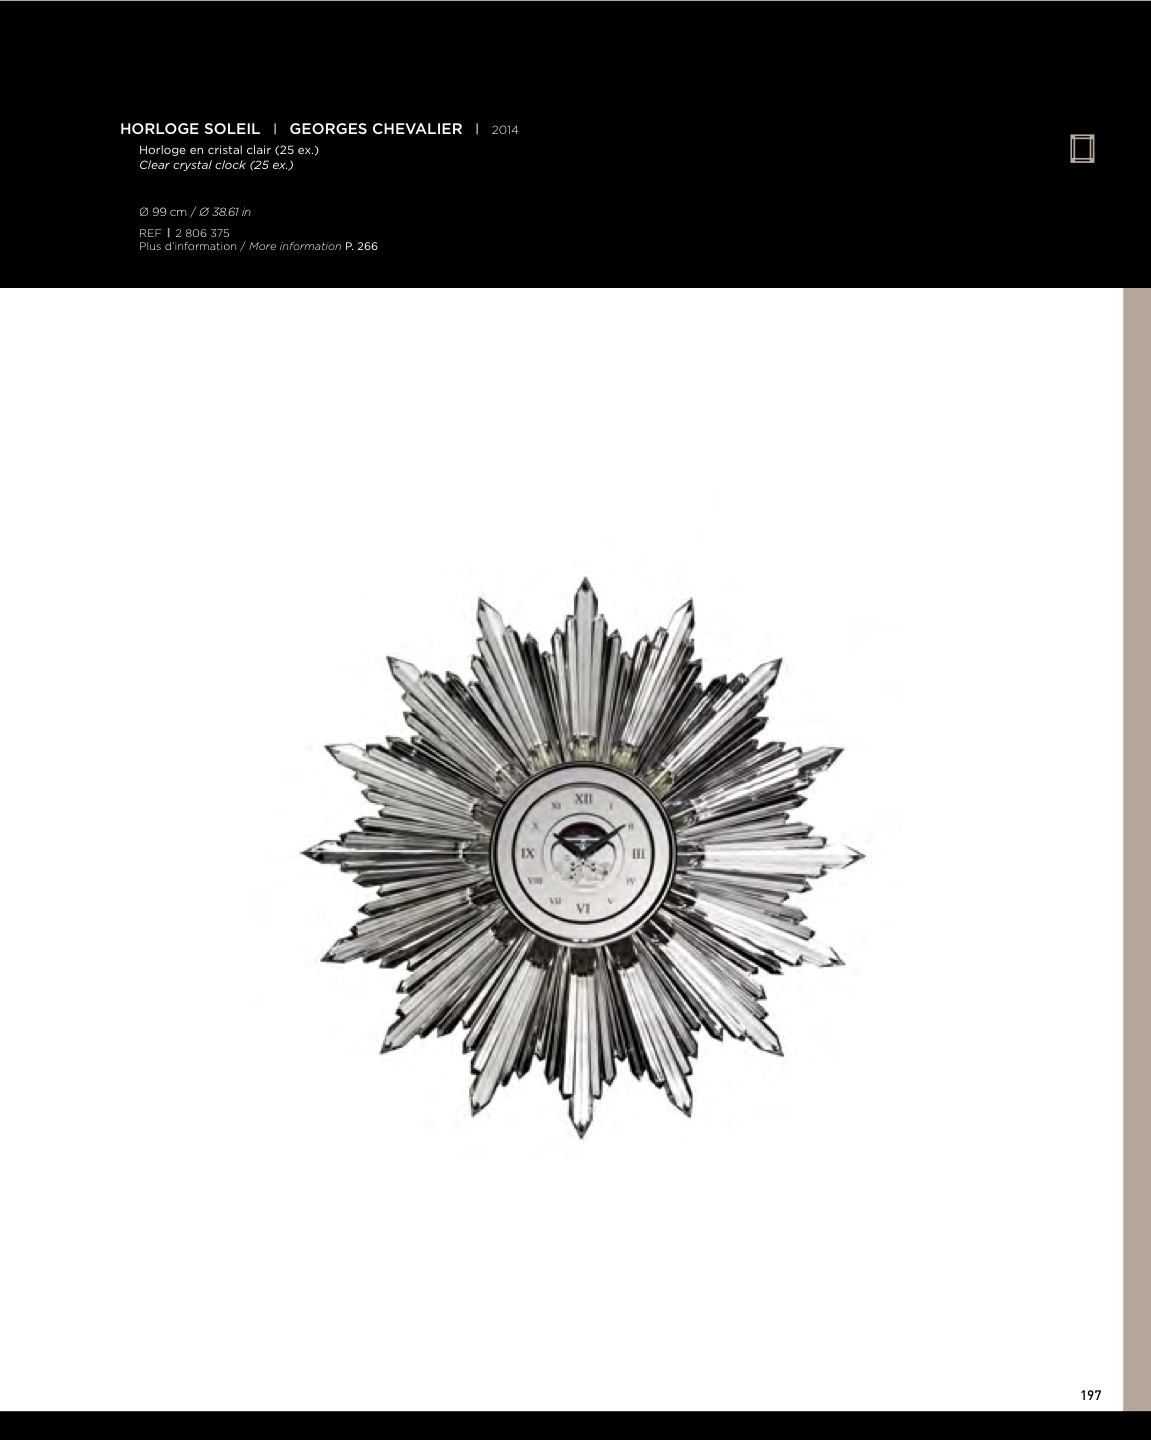 HORLOGE SOLEIL | GEORGES CHEVALIER | 2014
Horloge en cristal clair (25 ex.)
Clear crystal clock (25 ex.)
Ø 99 cm / Ø 38.61 in
REF | 2 806 375
Plus d'information / More information P. 266
XII
XI I
X II
IX III
VIII IV
VII V
VI
197